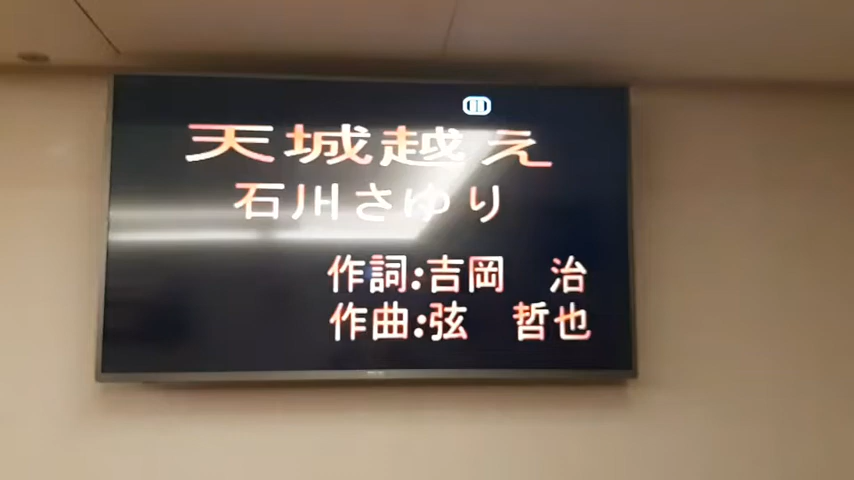 天城越え
石川さゆり
作詞:吉岡　治
作曲:弦　哲也